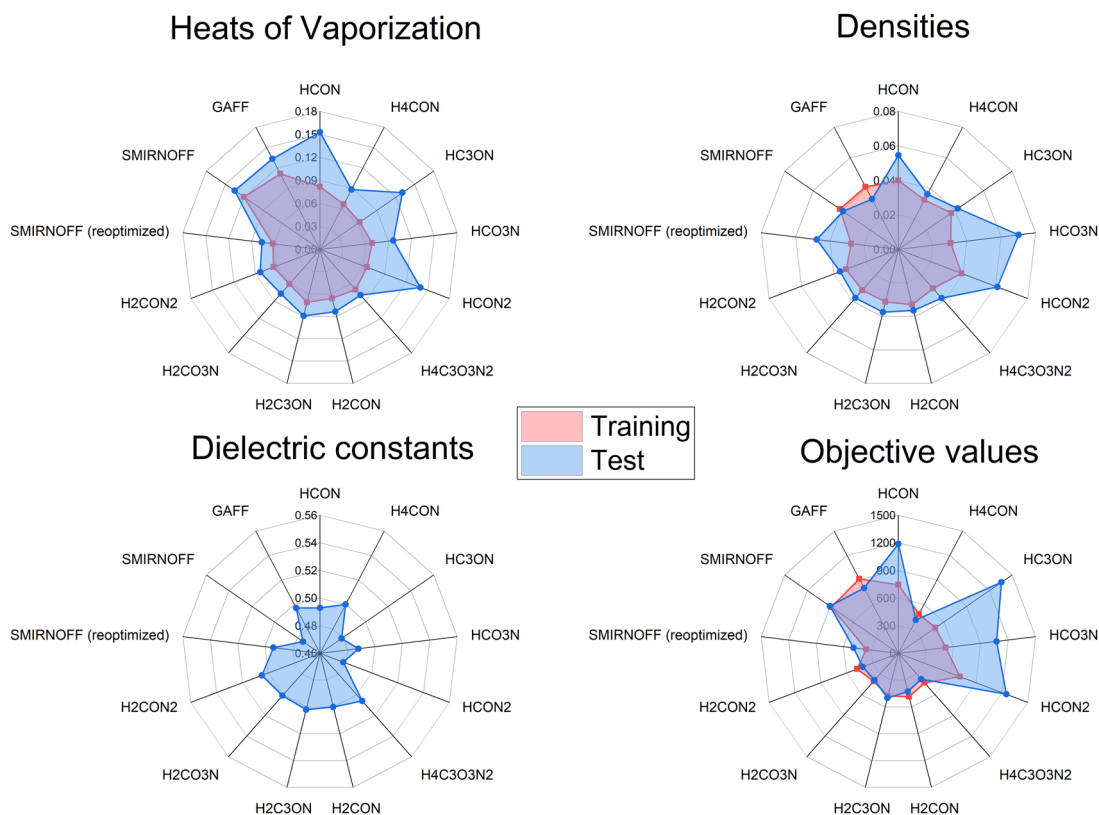 Heats of Vaporization
HCON
H4CON
HC3ON
HCO3N
HCON2
H4C3O3N2
H2CON
H2C3ON
H2CO3N
H2CON2
SMIRNOFF (reoptimized)
SMIRNOFF
GAFF
0.18
0.15
0.12
0.09
0.06
0.03
0.00
Densities
HCON
H4CON
HC3ON
HCO3N
HCON2
H4C3O3N2
H2CON
H2C3ON
H2CO3N
H2CON2
SMIRNOFF (reoptimized)
SMIRNOFF
GAFF
0.08
0.06
0.04
0.02
0.00
Training
Test
Dielectric constants
HCON
H4CON
HC3ON
HCO3N
HCON2
H4C3O3N2
H2CON
H2C3ON
H2CO3N
H2CON2
SMIRNOFF (reoptimized)
SMIRNOFF
GAFF
0.56
0.54
0.52
0.50
0.48
0.46
Objective values
HCON
H4CON
HC3ON
HCO3N
HCON2
H4C3O3N2
H2CON
H2C3ON
H2CO3N
H2CON2
SMIRNOFF (reoptimized)
SMIRNOFF
GAFF
1500
1200
900
600
300
0